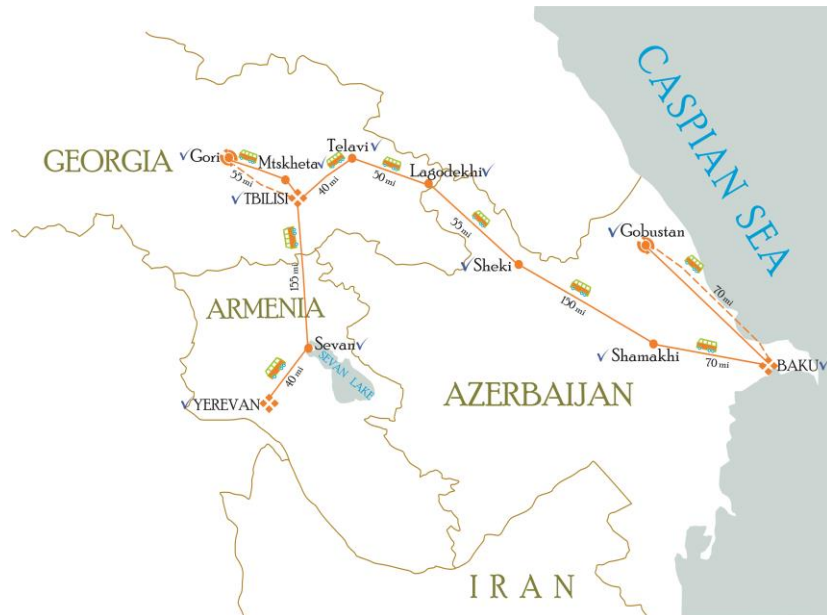 CASPIAN SEA
GEORGIA
Gori
Mtskheta
Telavi
Lagodekhi
55 mi
TBILISI
40 mi
50 mi
55 mi
Gobustan
Sheki
155 mi
150 mi
70 mi
ARMENIA
Sevan
SEVAN LAKE
40 mi
YEREVAN
Shamakhi
70 mi
BAKU
AZERBAIJAN
IRAN